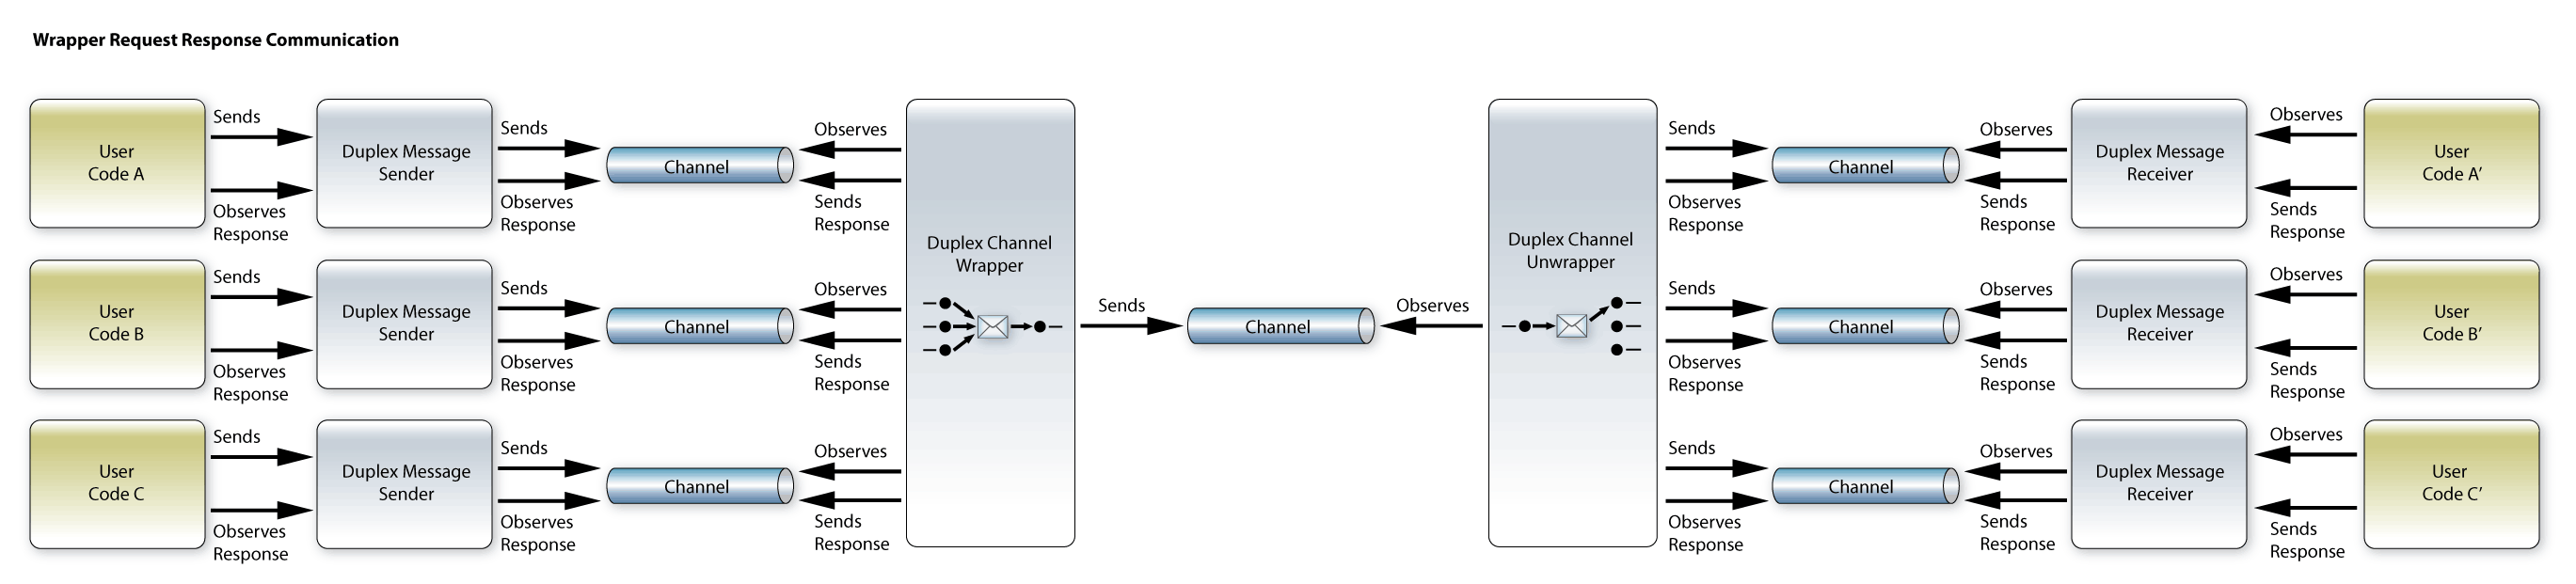 Wrapper Request Response Communication
User
Code A
Sends
Observes
Response
Duplex Message
Sender
Sends
Observes
Response
Channel
Observes
Sends
Response
User
Code B
Sends
Observes
Response
Duplex Message
Sender
Sends
Observes
Response
Channel
Observes
Sends
Response
User
Code C
Sends
Observes
Response
Duplex Message
Sender
Sends
Observes
Response
Channel
Observes
Sends
Response
Duplex Channel
Wrapper
Sends
Channel
Observes
Duplex Channel
Unwrapper
Sends
Observes
Response
Channel
Observes
Sends
Response
Duplex Message
Receiver
Observes
Sends
Response
User
Code A’
Sends
Observes
Response
Channel
Observes
Sends
Response
Duplex Message
Receiver
Observes
Sends
Response
User
Code B’
Sends
Observes
Response
Channel
Observes
Sends
Response
Duplex Message
Receiver
Observes
Sends
Response
User
Code C’